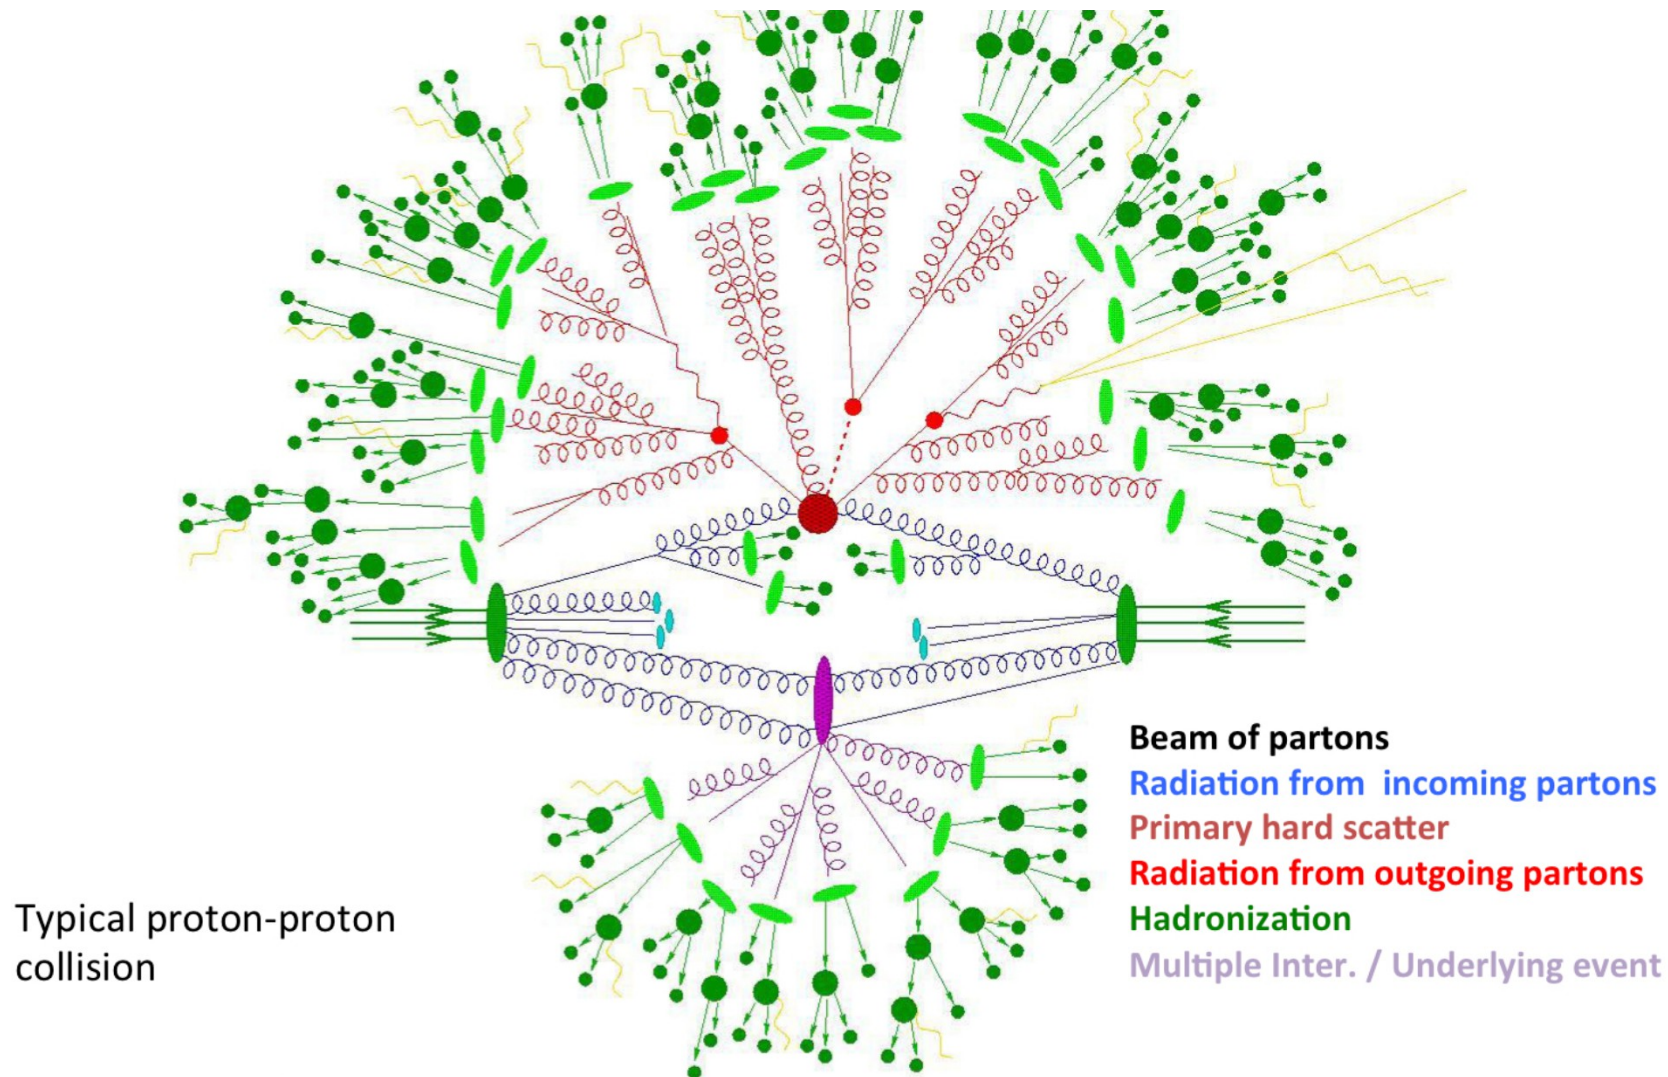 Beam of partons
Radiation from  incoming partons
Primary hard scatter
Radiation from outgoing partons
Hadronization
Multiple Inter. / Underlying event
Typical proton-proton
collision